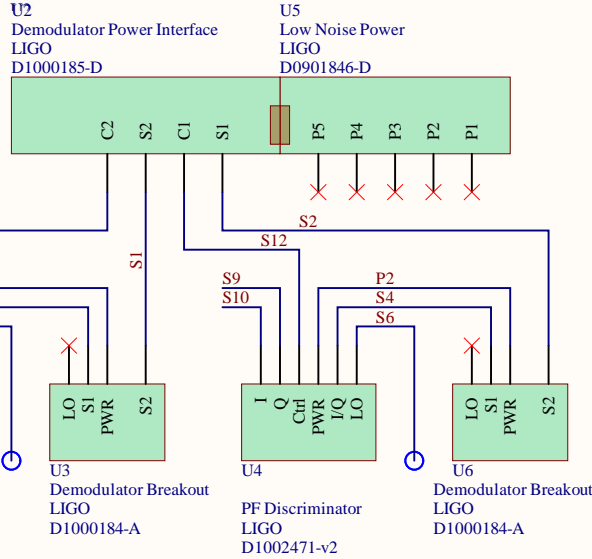 U2
Demodulator Power Interface
LIGO
D1000185-D
U5
Low Noise Power
LIGO
D0901846-D
C2
S2
C1
S1
P5
P4
P3
P2
P1
S2
S12
S1
S9
S10
P2
S4
S6
LO
S1
PWR
S2
I
Q
Ctrl
PWR
I/Q
LO
LO
S1
PWR
S2
U3
Demodulator Breakout
LIGO
D1000184-A
U4
PF Discriminator
LIGO
D1002471-v2
U6
Demodulator Breakout
LIGO
D1000184-A